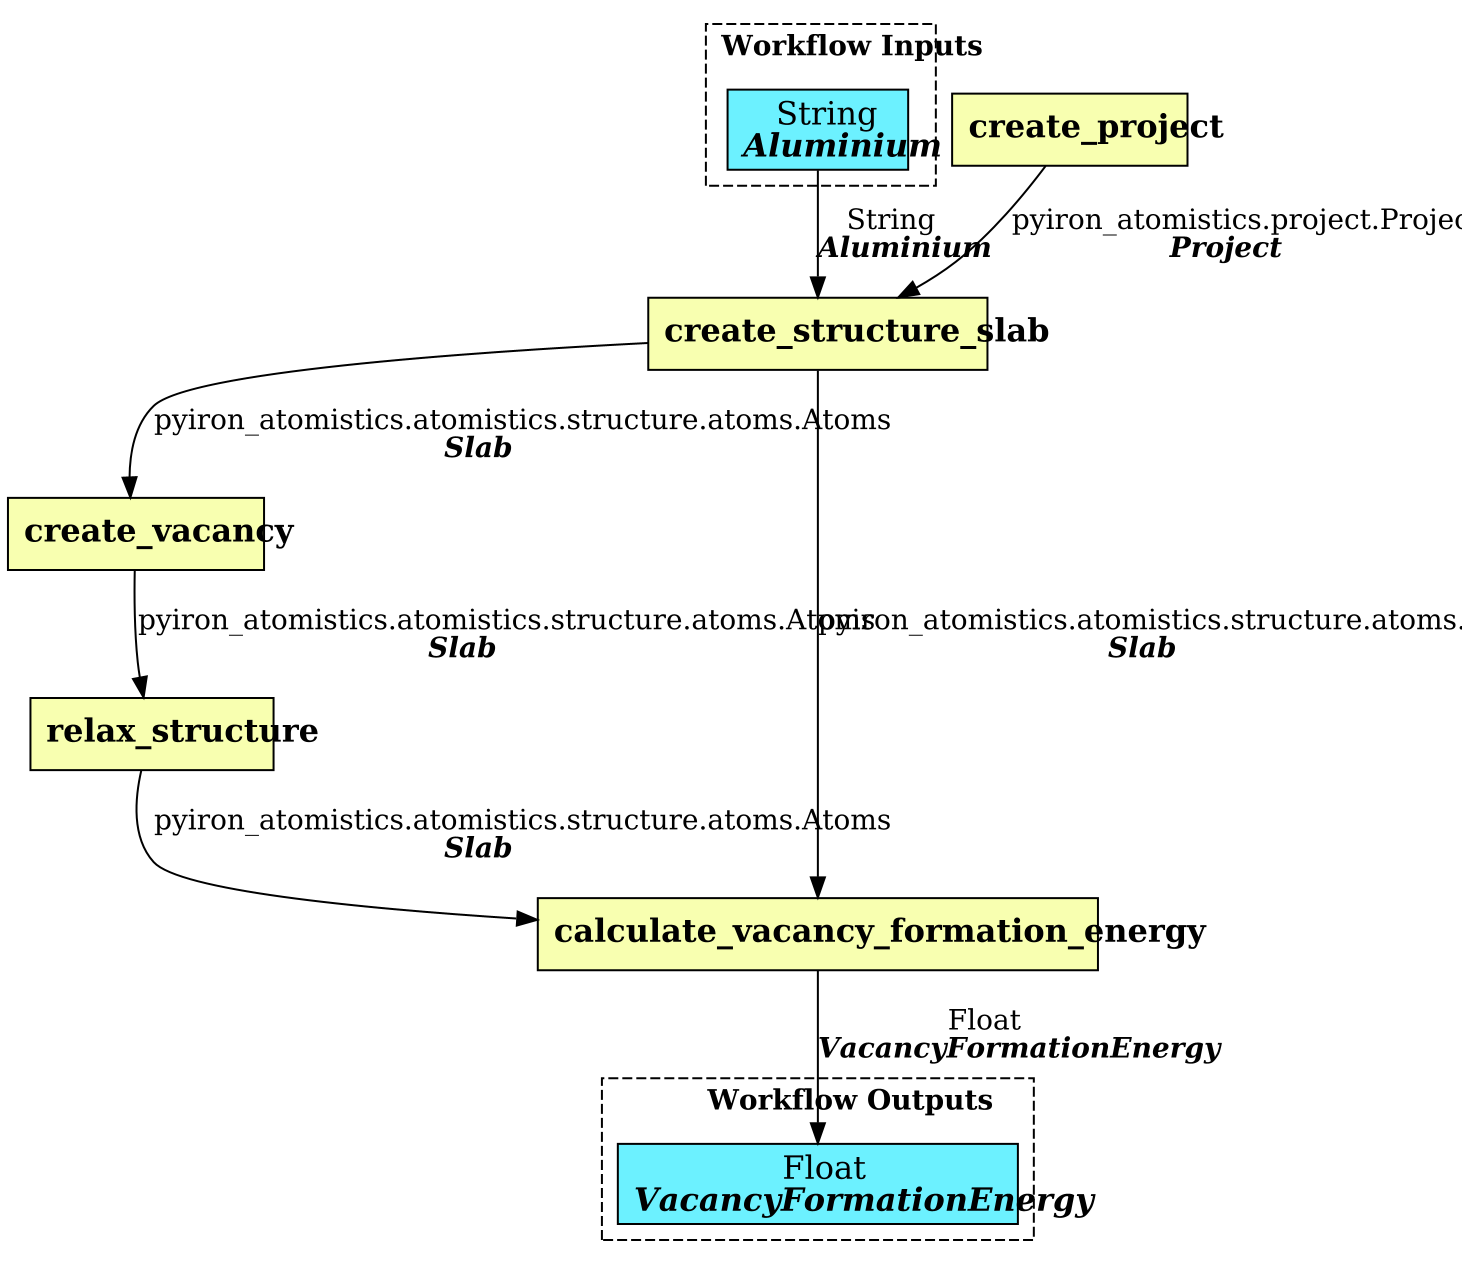 Workflow Inputs
String
Aluminium
create_project
String
Aluminium
pyiron_atomistics.project.Projec
Project
create_structure_slab
pyiron_atomistics.atomistics.structure.atoms.Atoms
Slab
create_vacancy
pyiron_atomistics.atomistics.structure.atoms.Atoms
Slab
pyiron_atomistics.atomistics.structure.atoms.
Slab
relax_structure
pyiron_atomistics.atomistics.structure.atoms.Atoms
Slab
calculate_vacancy_formation_energy
Float
VacancyFormationEnergy
Workflow Outputs
Float
VacancyFormationEnergy